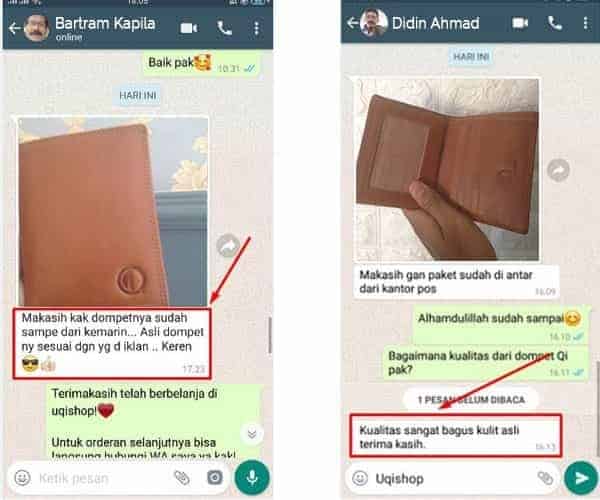 16.09
Bartram Kapila
online
Baik pak🥰
10.31
HARI INI
Makasih kak dompetnya sudah
sampe dari kemarin... Asli dompet
ny sesuai dgn yg d iklan .. Keren
😎👍🏻
17.23
Terimakasih telah berbelanja di
uqishop!❤️
Untuk orderan selanjutnya bisa
langsung hubungi WA saya ya kak!
Ketik pesan
Didin Ahmad
HARI INI
Makasih gan paket sudah di antar
dari kantor pos
16.09
Alhamdulillah sudah sampai😊
16.10
Bagaimana kualitas dari dompet Qi
pak?
16.11
1 PESAN BELUM DIBACA
Kualitas sangat bagus kulit asli
terima kasih.
16.13
Uqishop